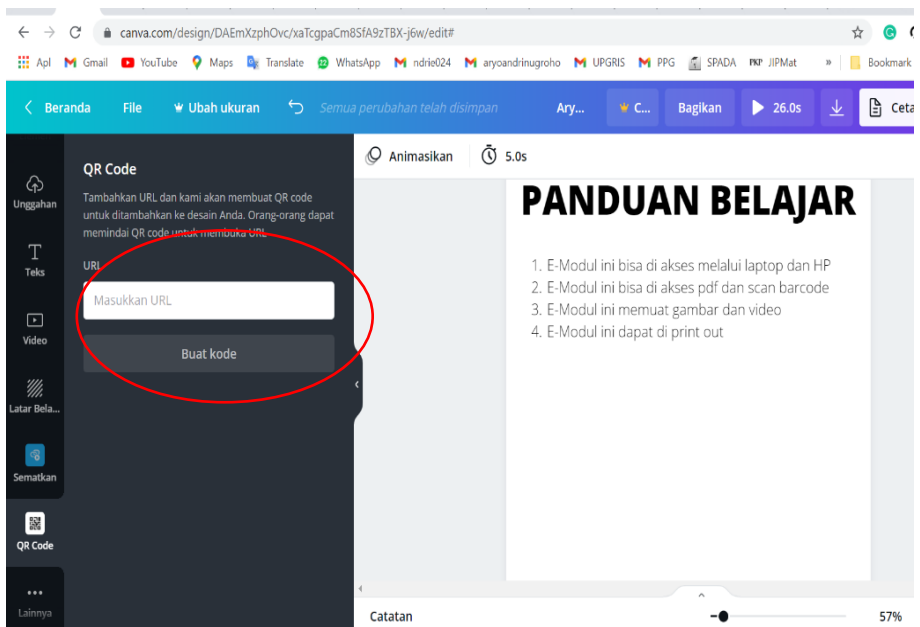 canva.com/design/DAEmXzphOvc/xaTcgpaCm8SfA9zTBX-j6w/edit#
Apl Gmail YouTube Maps Translate WhatsApp ndrie024 aryoandrinugroho UPGRIS PPG SPADA PKP JIPMat » Bookmark
Beranda File Ubah ukuran Semua perubahan telah disimpan Ary... C... Bagikan 26.0s Ceta
Animasikan 5.0s
Unggahan
Teks
Video
Latar Bela...
Sematkan
QR Code
Lainnya
QR Code
Tambahkan URL dan kami akan membuat QR code
untuk ditambahkan ke desain Anda. Orang-orang dapat
memindai QR code untuk membuka URL
URL
Masukkan URL
Buat kode
PANDUAN BELAJAR
1. E-Modul ini bisa di akses melalui laptop dan HP
2. E-Modul ini bisa di akses pdf dan scan barcode
3. E-Modul ini memuat gambar dan video
4. E-Modul ini dapat di print out
Catatan 57%